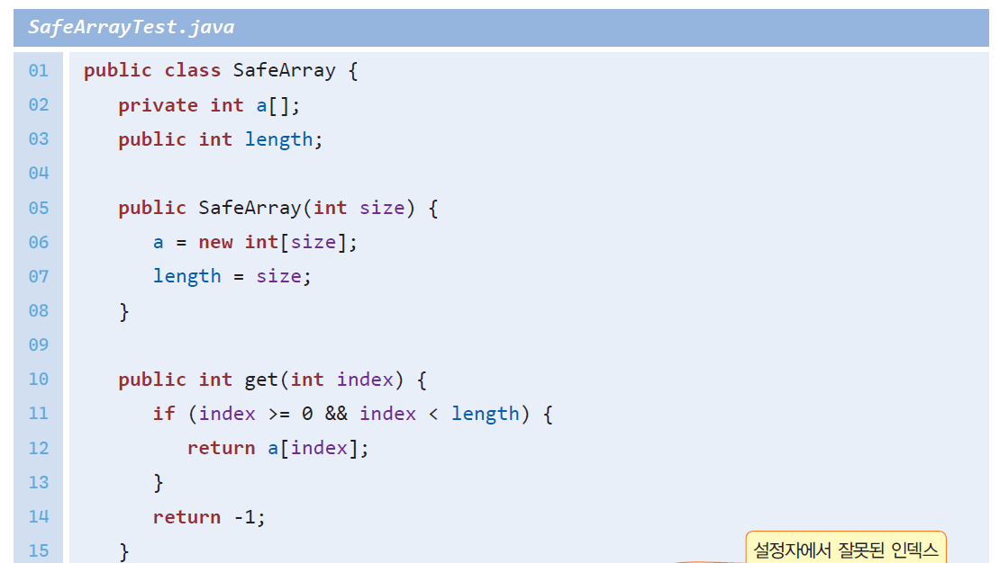 SafeArrayTest.java
01 public class SafeArray {
02    private int a[];
03    public int length;
04
05    public SafeArray(int size) {
06       a = new int[size];
07       length = size;
08    }
09
10    public int get(int index) {
11       if (index >= 0 && index < length) {
12          return a[index];
13       }
14       return -1;
15    }
설정자에서 잘못된 인덱스